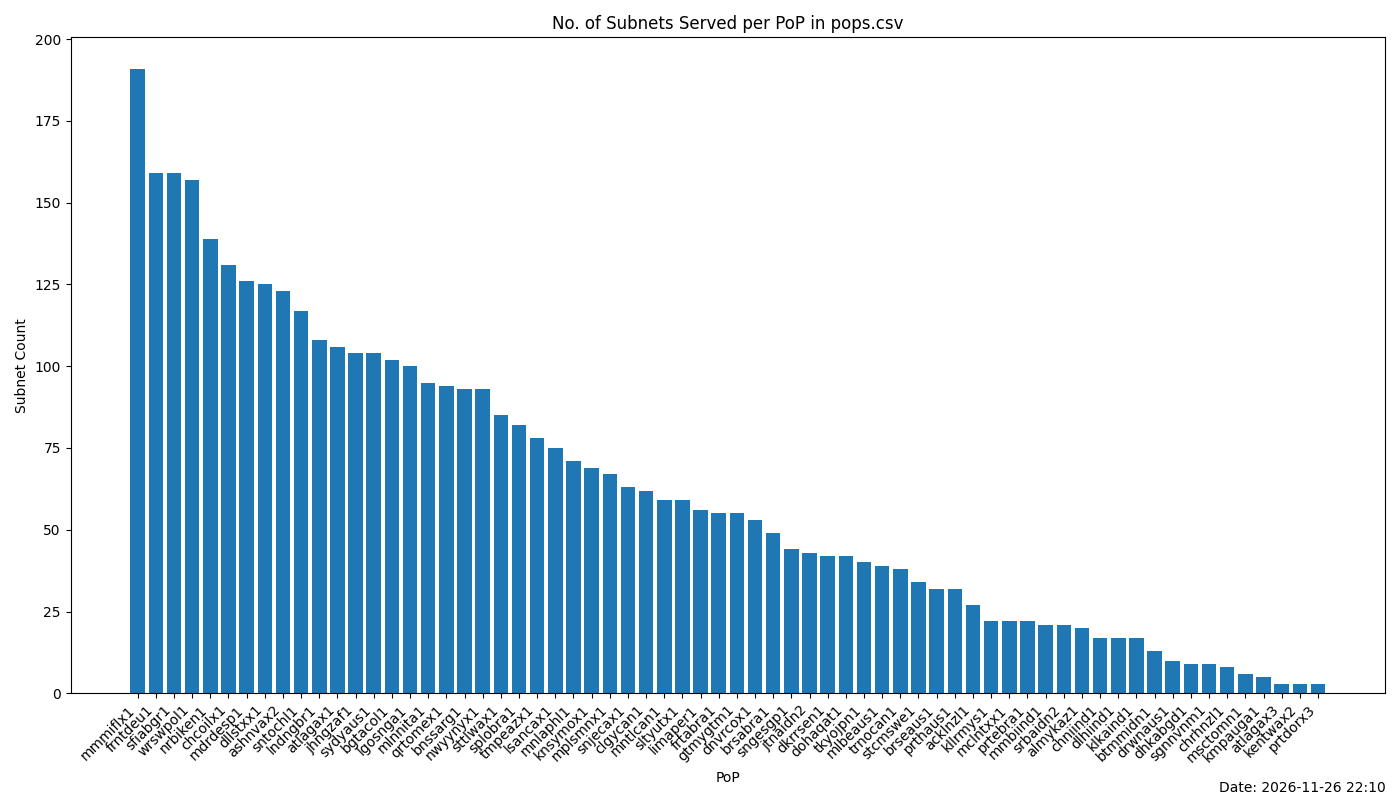 No. of Subnets Served per PoP in pops.csv
200
175
150
125
100
75
50
25
0
Subnet Count
mmmiflx1
frntdeu1
sfiabgr1
wrswpol1
nrbiken1
chcoilx1
mdrdesp1
dllstxx1
ashnvax2
sntochl1
lndngbr1
atlagax1
jhngzaf1
sydyaus1
bgtacol1
lgosnga1
mlnnita1
qrtomex1
bnssarg1
nwyynyx1
sttlwax1
splobra1
tmpeazx1
lsancax1
mnlaphl1
knsymox1
mplsmnx1
snjecax1
clgycan1
mntlcan1
sltyutx1
limaper1
frtabra1
gtmygtm1
dnvrcox1
brsabra1
sngesgp1
jtnaidn2
dkrrsen1
dohaqat1
tkyojpn1
mlbeaus1
trnocan1
stcmswe1
brseaus1
prthaus1
acklnzl1
kllrmys1
mclntxx1
prtebra1
mmbiind1
srbaidn2
almykaz1
chniind1
dlhiind1
klkaind1
btmmidn1
drwnaus1
dhkabgd1
sgnnvnm1
chrhnzl1
msctomn1
kmpauga1
atlagax3
kentwax2
prtdorx3
PoP
Date: 2026-11-26 22:10